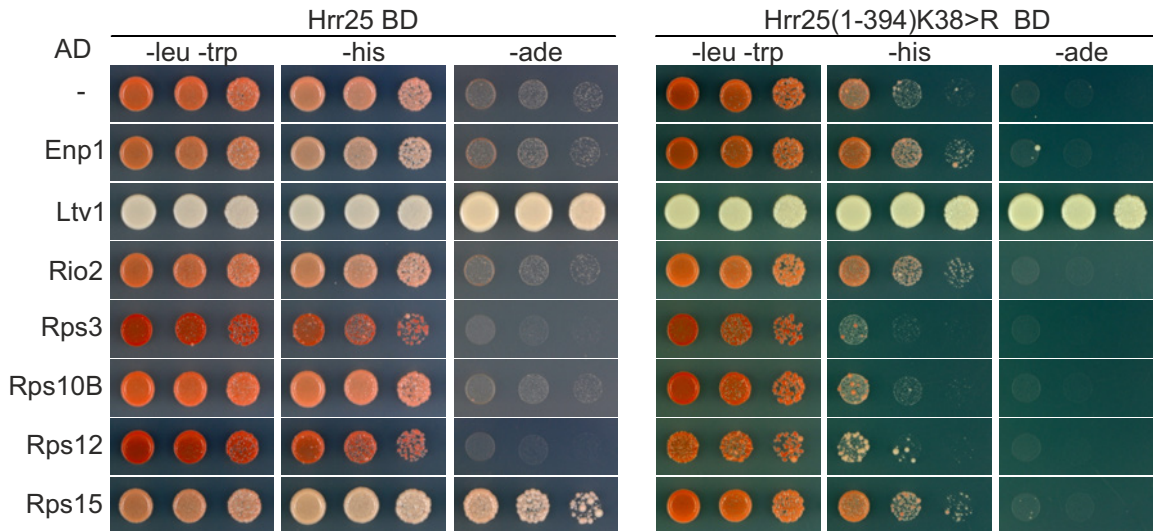 Hrr25 BD Hrr25(1-394)K38>R BD
AD -leu -trp -his -ade -leu -trp -his -ade
-
Enp1
Ltv1
Rio2
Rps3
Rps10B
Rps12
Rps15